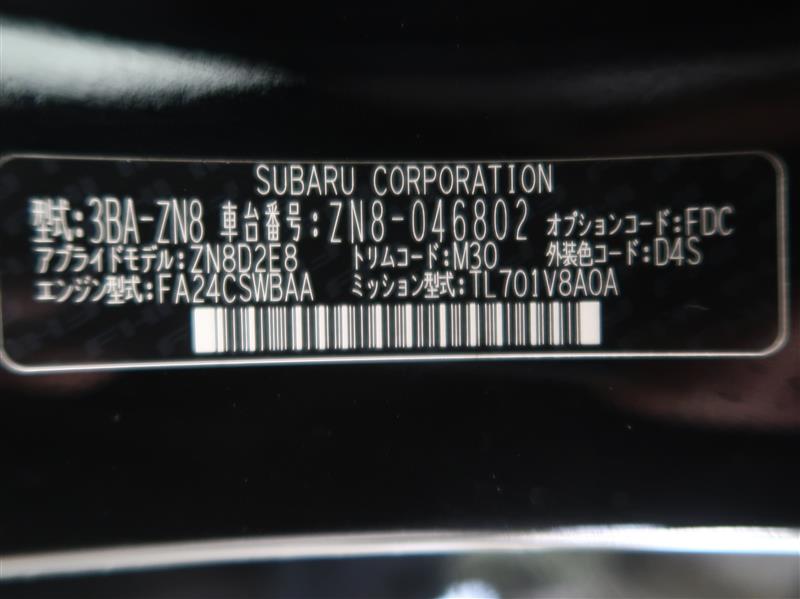 SUBARU CORPORATION
型式:3BA-ZN8 車台番号:ZN8-046802 オプションコード:FDC
アプライドモデル:ZN8D2E8 トリムコード:M30 外装色コード:D4S
エンジン型式:FA24CSWBAA ミッション型式:TL701V8AOA